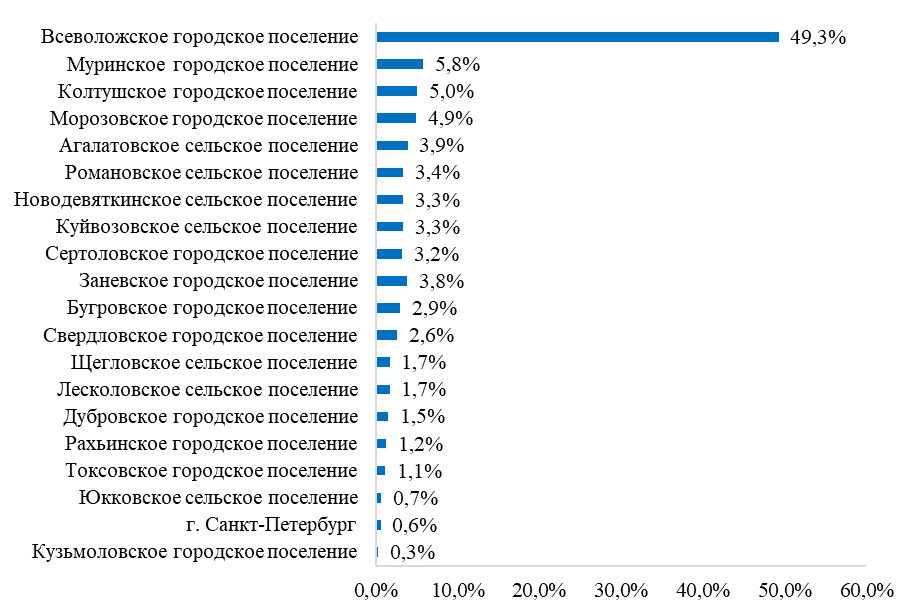 Всеволожское городское поселение 49,3%
Муринское городское поселение 5,8%
Колтушское городское поселение 5,0%
Морозовское городское поселение 4,9%
Агалатовское сельское поселение 3,9%
Романовское сельское поселение 3,4%
Новодевяткинское сельское поселение 3,3%
Куйвозовское сельское поселение 3,3%
Сертоловское городское поселение 3,2%
Заневское городское поселение 3,8%
Бугровское городское поселение 2,9%
Свердловское городское поселение 2,6%
Щегловское сельское поселение 1,7%
Лесколовское сельское поселение 1,7%
Дубровское городское поселение 1,5%
Рахьинское городское поселение 1,2%
Токсовское городское поселение 1,1%
Юкковское сельское поселение 0,7%
г. Санкт-Петербург 0,6%
Кузьмоловское городское поселение 0,3%
0,0% 10,0% 20,0% 30,0% 40,0% 50,0% 60,0%